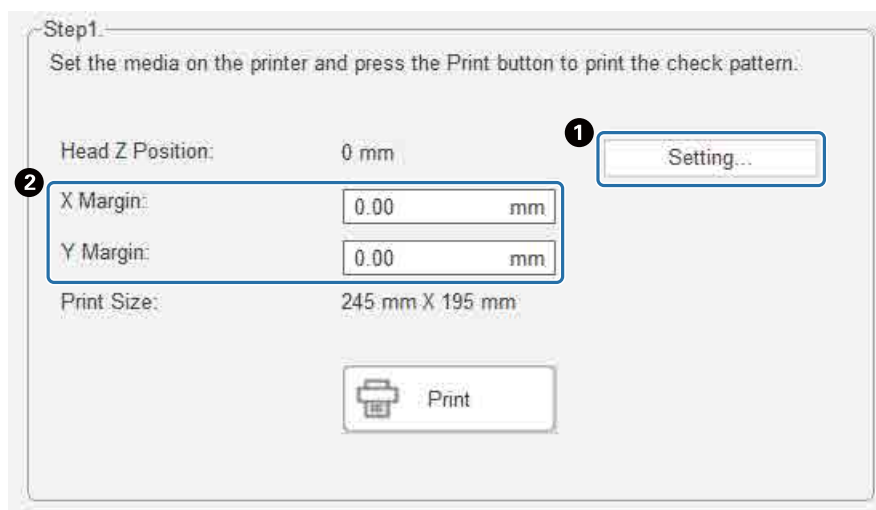 Step1.
Set the media on the printer and press the Print button to print the check pattern.
1
Head Z Position: 0 mm Setting...
2
X Margin: 0.00 mm
Y Margin: 0.00 mm
Print Size: 245 mm X 195 mm
Print